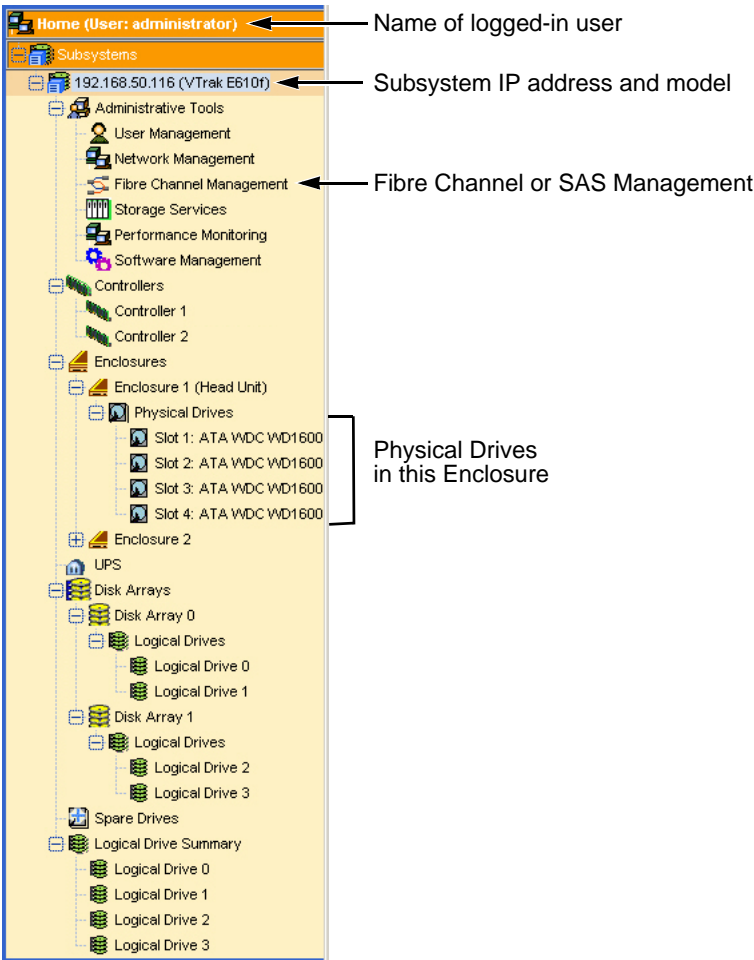 Home (User: administrator)
Name of logged-in user
Subsystems
192.168.50.116 (VTrak E610f)
Subsystem IP address and model
Administrative Tools
User Management
Network Management
Fibre Channel Management
Fibre Channel or SAS Management
Storage Services
Performance Monitoring
Software Management
Controllers
Controller 1
Controller 2
Enclosures
Enclosure 1 (Head Unit)
Physical Drives
Slot 1: ATA WDC WD1600
Slot 2: ATA WDC WD1600
Slot 3: ATA WDC WD1600
Slot 4: ATA WDC WD1600
Physical Drives
in this Enclosure
Enclosure 2
UPS
Disk Arrays
Disk Array 0
Logical Drives
Logical Drive 0
Logical Drive 1
Disk Array 1
Logical Drives
Logical Drive 2
Logical Drive 3
Spare Drives
Logical Drive Summary
Logical Drive 0
Logical Drive 1
Logical Drive 2
Logical Drive 3